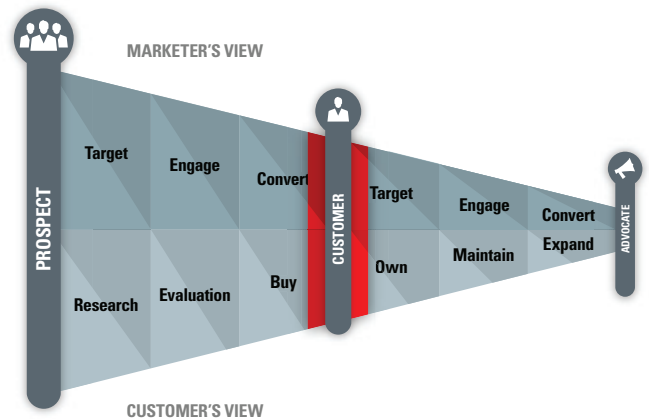 MARKETER'S VIEW
PROSPECT
Target
Engage
Convert
CUSTOMER
Target
Engage
Convert
ADVOCATE
Research
Evaluation
Buy
Own
Maintain
Expand
CUSTOMER'S VIEW